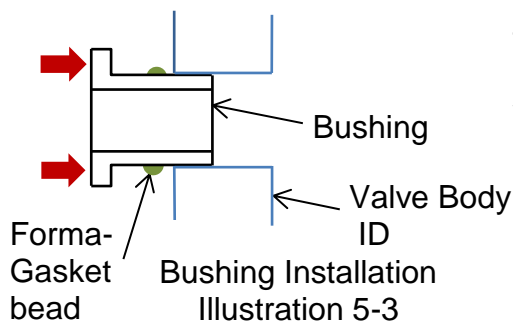 Bushing
Valve Body
ID
Forma-
Gasket
bead
Bushing Installation
Illustration 5-3